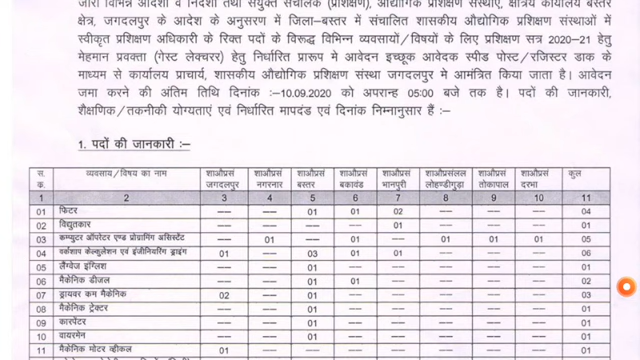 जारी विभिन्न आदेशों व निर्देशों तथा संयुक्त संचालक (प्रशिक्षण), औद्योगिक प्रशिक्षण संस्थाएं, क्षेत्रीय कार्यालय बस्तर
क्षेत्र, जगदलपुर के आदेश के अनुसरण में जिला–बस्तर में संचालित शासकीय औद्योगिक प्रशिक्षण संस्थाओं में
स्वीकृत प्रशिक्षण अधिकारी के रिक्त पदों के विरूद्ध विभिन्न व्यवसायों/विषयों के लिए प्रशिक्षण सत्र 2020–21 हेतु
मेहमान प्रवक्ता (गेस्ट लेक्चरर) हेतु निर्धारित प्रारूप मे आवेदन इच्छूक आवेदक स्पीड पोस्ट/रजिस्टर डाक के
माध्यम से कार्यालय प्राचार्य, शासकीय औद्योगिक प्रशिक्षण संस्था जगदलपुर मे आमंत्रित किया जाता है। आवेदन
जमा करने की अंतिम तिथि दिनांक :–10.09.2020 को अपरान्ह 05:00 बजे तक है। पदों की जानकारी,
शैक्षणिक/तकनीकी योग्यताएं एवं निर्धारित मापदंड एवं दिनांक निम्नानुसार हैं :–
1. पदों की जानकारी :–
स. क्र. व्यवसाय/विषय का नाम शाऔप्रसं जगदलपुर शाऔप्रसं नगरनार शाऔप्रसं बस्तर शाऔप्रसं बकावंड शाऔप्रसं भानपुरी शाऔप्रसंलल लोहण्डीगुड़ा शाऔप्रसं तोकापाल शाऔप्रसं दरभा कुल
1 2 3 4 5 6 7 8 9 10 11
01 फिटर –– –– 01 01 02 –– –– –– 04
02 विद्युतकार –– –– –– –– 01 –– –– –– 01
03 कम्प्युटर ऑपरेटर एण्ड प्रोग्रामिंग असिस्टेंट –– 01 –– 01 –– 01 01 01 05
04 वर्कशाप केल्कुलेशन एवं इंजीनियरिंग ड्राइंग 01 –– 03 01 01 –– –– –– 06
05 लैंग्वेज इंग्लिश –– –– 01 –– –– –– –– –– 01
06 मैकेनिक डीजल –– –– 01 01 –– –– –– –– 02
07 ड्रायवर कम मैकेनिक 02 –– 01 –– –– –– –– –– 03
08 मैकेनिक ट्रेक्टर –– –– 01 –– –– –– –– –– 01
09 कारपेंटर –– –– 01 –– –– –– –– –– 01
10 वायरमेन –– –– 01 –– –– –– –– –– 01
11 मैकेनिक मोटर व्हीकल 01 –– –– –– –– –– –– –– 01